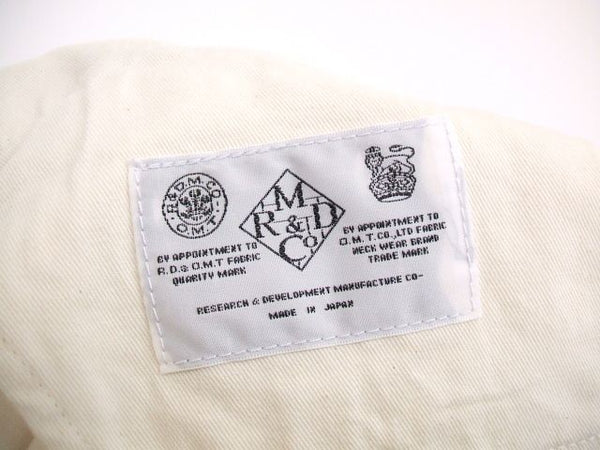 R.&D.M.CO
O.M.T.
M
R & D
Co
BY APPOINTMENT TO
R.D.& O.M.T FABRIC
QUARITY MARK
BY APPOINTMENT TO
O.M.T.CO.,LTD FABRIC
NECK WEAR BRAND
TRADE MARK
RESEARCH & DEVELOPMENT MANUFACTURE CO-
MADE IN JAPAN